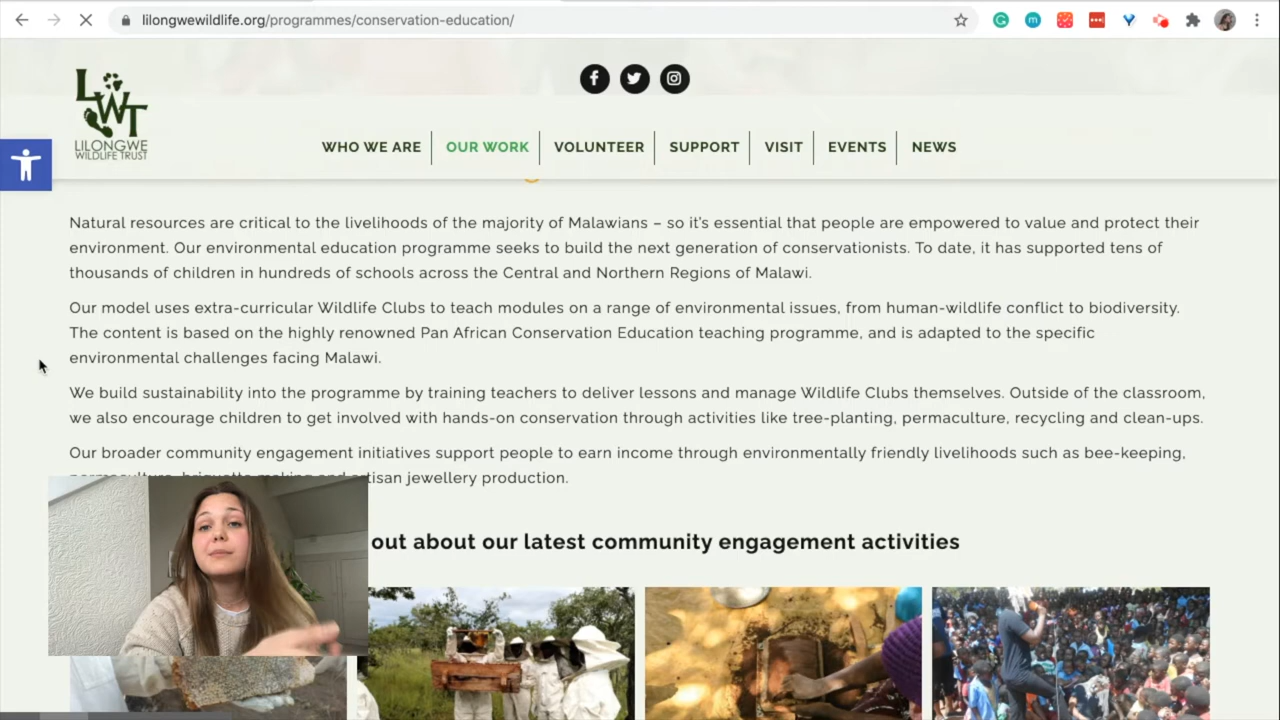 lilongwewildlife.org/programmes/conservation-education/
LWT
LILONGWE
WILDLIFE TRUST
WHO WE ARE
OUR WORK
VOLUNTEER
SUPPORT
VISIT
EVENTS
NEWS
Natural resources are critical to the livelihoods of the majority of Malawians – so it's essential that people are empowered to value and protect their
environment. Our environmental education programme seeks to build the next generation of conservationists. To date, it has supported tens of
thousands of children in hundreds of schools across the Central and Northern Regions of Malawi.
Our model uses extra-curricular Wildlife Clubs to teach modules on a range of environmental issues, from human-wildlife conflict to biodiversity.
The content is based on the highly renowned Pan African Conservation Education teaching programme, and is adapted to the specific
environmental challenges facing Malawi.
We build sustainability into the programme by training teachers to deliver lessons and manage Wildlife Clubs themselves. Outside of the classroom,
we also encourage children to get involved with hands-on conservation through activities like tree-planting, permaculture, recycling and clean-ups.
Our broader community engagement initiatives support people to earn income through environmentally friendly livelihoods such as bee-keeping,
jewellery production.
out about our latest community engagement activities